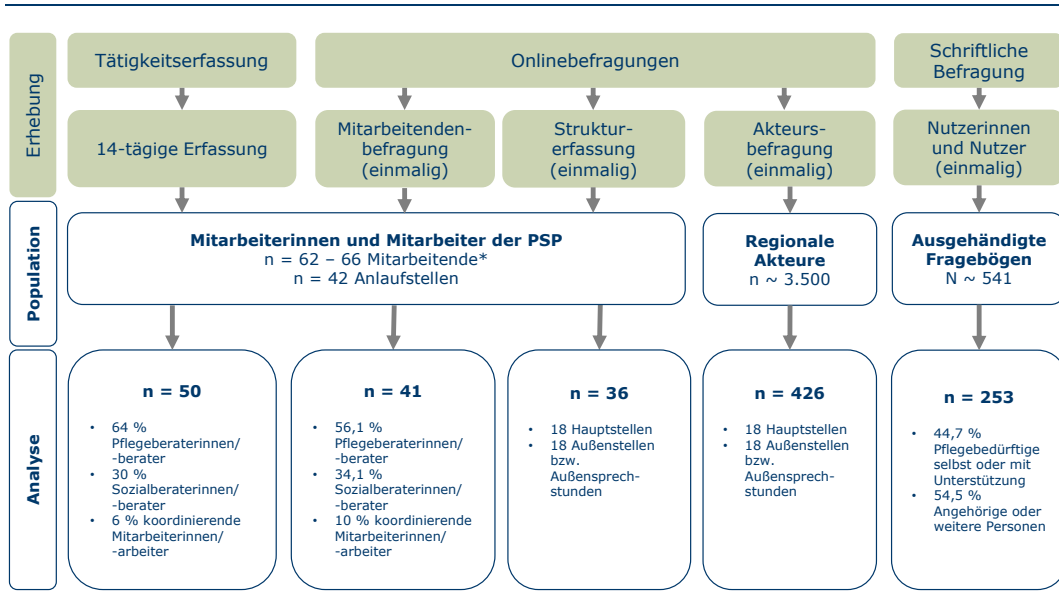 Erhebung
Tätigkeitserfassung
Onlinebefragungen
Schriftliche
Befragung
14-tägige Erfassung
Mitarbeitenden-
befragung
(einmalig)
Struktur-
erfassung
(einmalig)
Akteurs-
befragung
(einmalig)
Nutzerinnen
und Nutzer
(einmalig)
Population
Mitarbeiterinnen und Mitarbeiter der PSP
n = 62 – 66 Mitarbeitende*
n = 42 Anlaufstellen
Regionale
Akteure
n ~ 3.500
Ausgehändigte
Fragebögen
N ~ 541
Analyse
n = 50
• 64 %
Pflegeberaterinnen/
-berater
• 30 %
Sozialberaterinnen/
-berater
• 6 % koordinierende
Mitarbeiterinnen/
-arbeiter
n = 41
• 56,1 %
Pflegeberaterinnen/
-berater
• 34,1 %
Sozialberaterinnen/
-berater
• 10 % koordinierende
Mitarbeiterinnen/
-arbeiter
n = 36
• 18 Hauptstellen
• 18 Außenstellen
bzw.
Außensprech-
stunden
n = 426
• 18 Hauptstellen
• 18 Außenstellen
bzw.
Außensprech-
stunden
n = 253
• 44,7 %
Pflegebedürftige
selbst oder mit
Unterstützung
• 54,5 %
Angehörige oder
weitere Personen